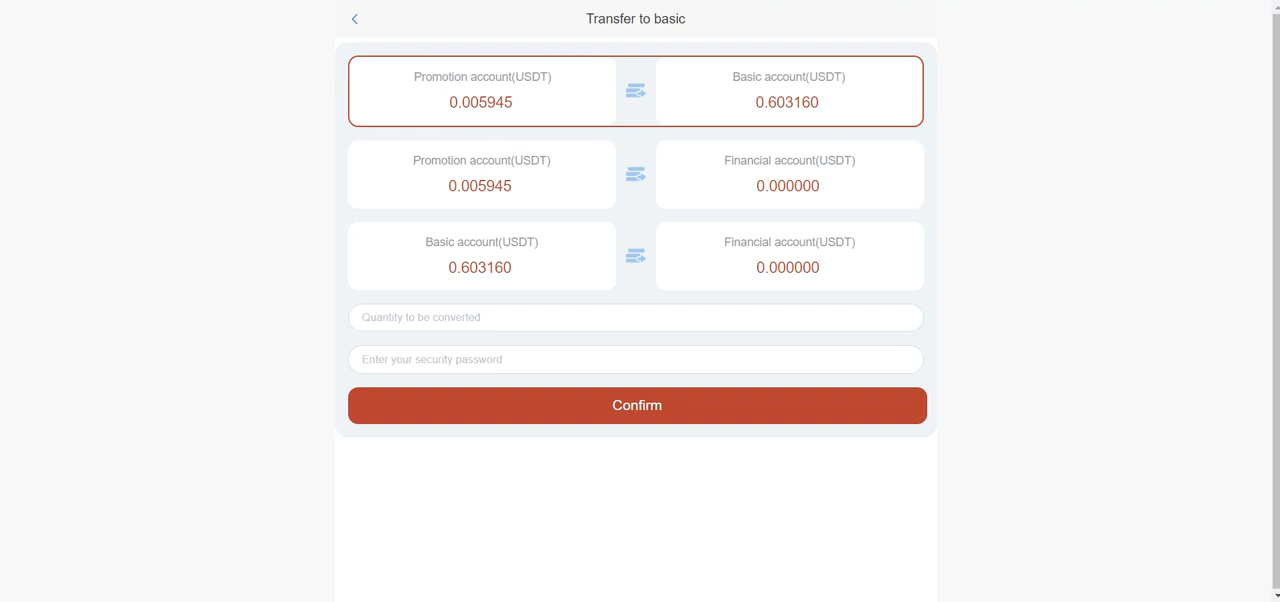 Transfer to basic
Promotion account(USDT)
Basic account(USDT)
0.005945
0.603160
Promotion account(USDT)
Financial account(USDT)
0.005945
0.000000
Basic account(USDT)
Financial account(USDT)
0.603160
0.000000
Quantity to be converted
Enter your security password
Confirm